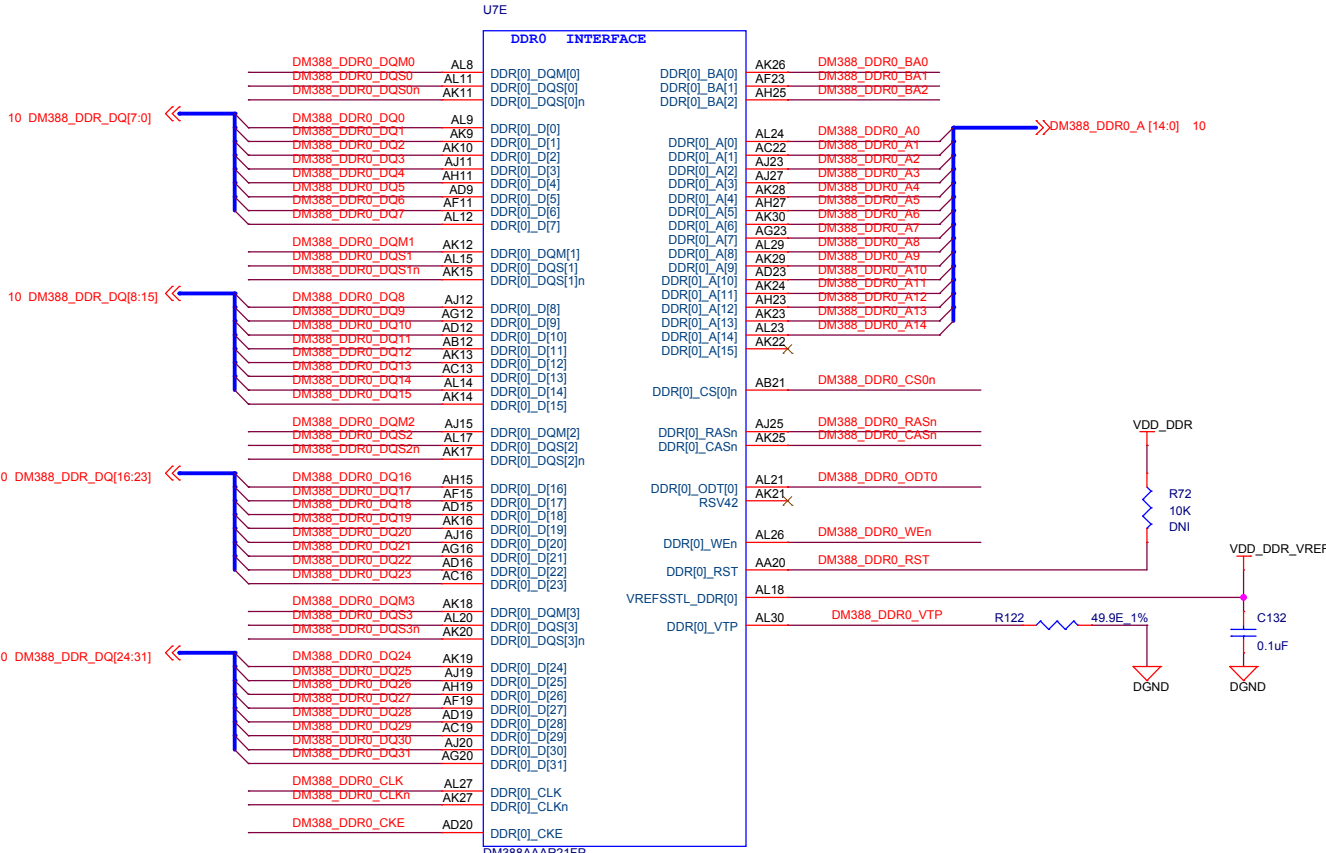 U7E
DDR0 INTERFACE
DM388_DDR0_DQM0 AL8 DDR[0]_DQM[0]
DM388_DDR0_DQS0 AL11 DDR[0]_DQS[0]
DM388_DDR0_DQS0n AK11 DDR[0]_DQS[0]n
10 DM388_DDR_DQ[7:0]
DM388_DDR0_DQ0 AL9 DDR[0]_D[0]
DM388_DDR0_DQ1 AK9 DDR[0]_D[1]
DM388_DDR0_DQ2 AK10 DDR[0]_D[2]
DM388_DDR0_DQ3 AJ11 DDR[0]_D[3]
DM388_DDR0_DQ4 AH11 DDR[0]_D[4]
DM388_DDR0_DQ5 AD9 DDR[0]_D[5]
DM388_DDR0_DQ6 AF11 DDR[0]_D[6]
DM388_DDR0_DQ7 AL12 DDR[0]_D[7]
DM388_DDR0_DQM1 AK12 DDR[0]_DQM[1]
DM388_DDR0_DQS1 AL15 DDR[0]_DQS[1]
DM388_DDR0_DQS1n AK15 DDR[0]_DQS[1]n
10 DM388_DDR_DQ[8:15]
DM388_DDR0_DQ8 AJ12 DDR[0]_D[8]
DM388_DDR0_DQ9 AG12 DDR[0]_D[9]
DM388_DDR0_DQ10 AD12 DDR[0]_D[10]
DM388_DDR0_DQ11 AB12 DDR[0]_D[11]
DM388_DDR0_DQ12 AK13 DDR[0]_D[12]
DM388_DDR0_DQ13 AC13 DDR[0]_D[13]
DM388_DDR0_DQ14 AL14 DDR[0]_D[14]
DM388_DDR0_DQ15 AK14 DDR[0]_D[15]
DM388_DDR0_DQM2 AJ15 DDR[0]_DQM[2]
DM388_DDR0_DQS2 AL17 DDR[0]_DQS[2]
DM388_DDR0_DQS2n AK17 DDR[0]_DQS[2]n
0 DM388_DDR_DQ[16:23]
DM388_DDR0_DQ16 AH15 DDR[0]_D[16]
DM388_DDR0_DQ17 AF15 DDR[0]_D[17]
DM388_DDR0_DQ18 AD15 DDR[0]_D[18]
DM388_DDR0_DQ19 AK16 DDR[0]_D[19]
DM388_DDR0_DQ20 AJ16 DDR[0]_D[20]
DM388_DDR0_DQ21 AG16 DDR[0]_D[21]
DM388_DDR0_DQ22 AD16 DDR[0]_D[22]
DM388_DDR0_DQ23 AC16 DDR[0]_D[23]
DM388_DDR0_DQM3 AK18 DDR[0]_DQM[3]
DM388_DDR0_DQS3 AL20 DDR[0]_DQS[3]
DM388_DDR0_DQS3n AK20 DDR[0]_DQS[3]n
0 DM388_DDR_DQ[24:31]
DM388_DDR0_DQ24 AK19 DDR[0]_D[24]
DM388_DDR0_DQ25 AJ19 DDR[0]_D[25]
DM388_DDR0_DQ26 AH19 DDR[0]_D[26]
DM388_DDR0_DQ27 AF19 DDR[0]_D[27]
DM388_DDR0_DQ28 AD19 DDR[0]_D[28]
DM388_DDR0_DQ29 AC19 DDR[0]_D[29]
DM388_DDR0_DQ30 AJ20 DDR[0]_D[30]
DM388_DDR0_DQ31 AG20 DDR[0]_D[31]
DM388_DDR0_CLK AL27 DDR[0]_CLK
DM388_DDR0_CLKn AK27 DDR[0]_CLKn
DM388_DDR0_CKE AD20 DDR[0]_CKE
DM388AAAR21FP
DDR[0]_BA[0] AK26 DM388_DDR0_BA0
DDR[0]_BA[1] AF23 DM388_DDR0_BA1
DDR[0]_BA[2] AH25 DM388_DDR0_BA2
DM388_DDR0_A [14:0] 10
DDR[0]_A[0] AL24 DM388_DDR0_A0
DDR[0]_A[1] AC22 DM388_DDR0_A1
DDR[0]_A[2] AJ23 DM388_DDR0_A2
DDR[0]_A[3] AJ27 DM388_DDR0_A3
DDR[0]_A[4] AK28 DM388_DDR0_A4
DDR[0]_A[5] AH27 DM388_DDR0_A5
DDR[0]_A[6] AK30 DM388_DDR0_A6
DDR[0]_A[7] AG23 DM388_DDR0_A7
DDR[0]_A[8] AL29 DM388_DDR0_A8
DDR[0]_A[9] AK29 DM388_DDR0_A9
DDR[0]_A[10] AD23 DM388_DDR0_A10
DDR[0]_A[11] AK24 DM388_DDR0_A11
DDR[0]_A[12] AH23 DM388_DDR0_A12
DDR[0]_A[13] AK23 DM388_DDR0_A13
DDR[0]_A[14] AL23 DM388_DDR0_A14
DDR[0]_A[15] AK22
DDR[0]_CS[0]n AB21 DM388_DDR0_CS0n
DDR[0]_RASn AJ25 DM388_DDR0_RASn
DDR[0]_CASn AK25 DM388_DDR0_CASn
DDR[0]_ODT[0] AL21 DM388_DDR0_ODT0
RSV42 AK21
DDR[0]_WEn AL26 DM388_DDR0_WEn
DDR[0]_RST AA20 DM388_DDR0_RST
VREFSSTL_DDR[0] AL18
DDR[0]_VTP AL30 DM388_DDR0_VTP R122 49.9E_1%
VDD_DDR
R72
10K
DNI
VDD_DDR_VREF
C132
0.1uF
DGND
DGND